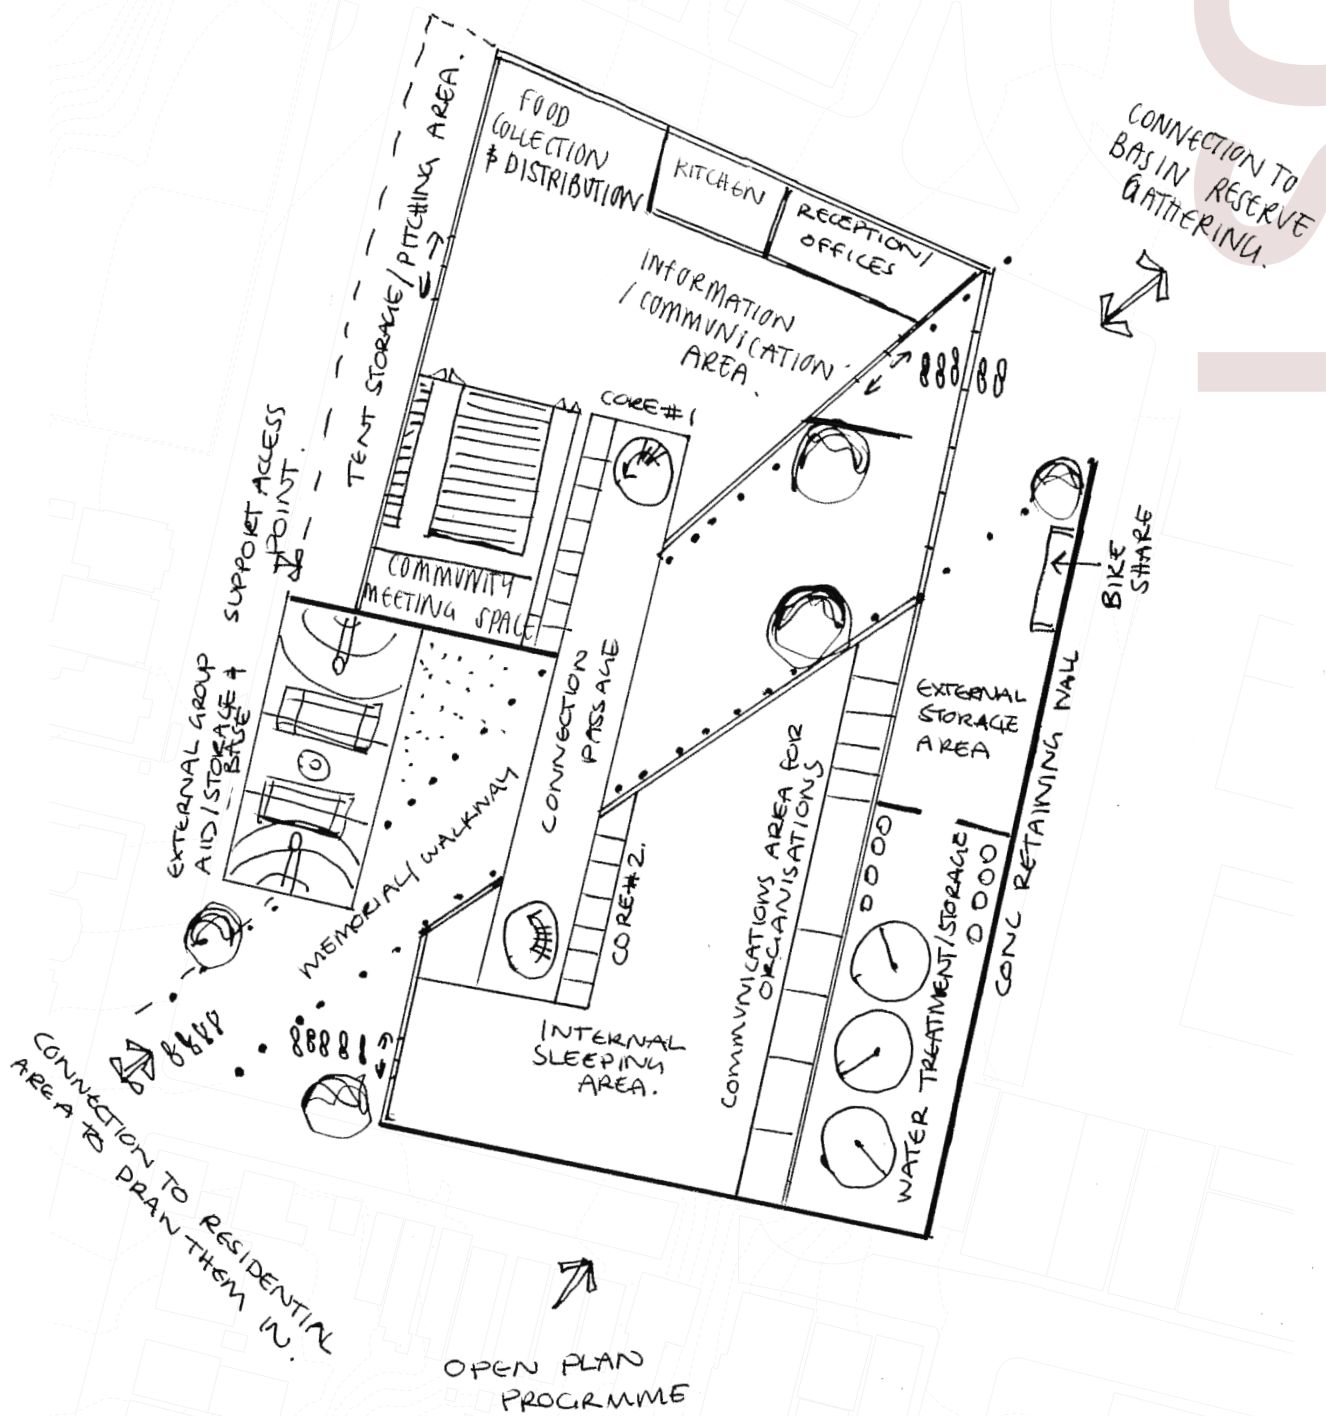 FOOD
COLLECTION
& DISTRIBUTION
KITCHEN
RECEPTION/
OFFICES
CONNECTION TO
BASIN RESERVE
GATHERING.
TENT STORAGE/PITCHING AREA.
INFORMATION
/COMMUNICATION
AREA.
CORE#1
SUPPORT ACCESS
POINT.
COMMUNITY
MEETING SPACE
BIKE
SHARE
CONNECTION
PASSAGE
EXTERNAL GROUP
AID/STORAGE +
BASE
EXTERNAL
STORAGE
AREA
CONC RETAINING WALL
MEMORIAL/WALKWAY
CORE#2.
COMMUNICATIONS AREA FOR
ORGANISATIONS
WATER TREATMENT/STORAGE
INTERNAL
SLEEPING
AREA.
CONNECTION TO RESIDENTIAL
AREA TO DRAW THEM IN.
OPEN PLAN
PROGRMME